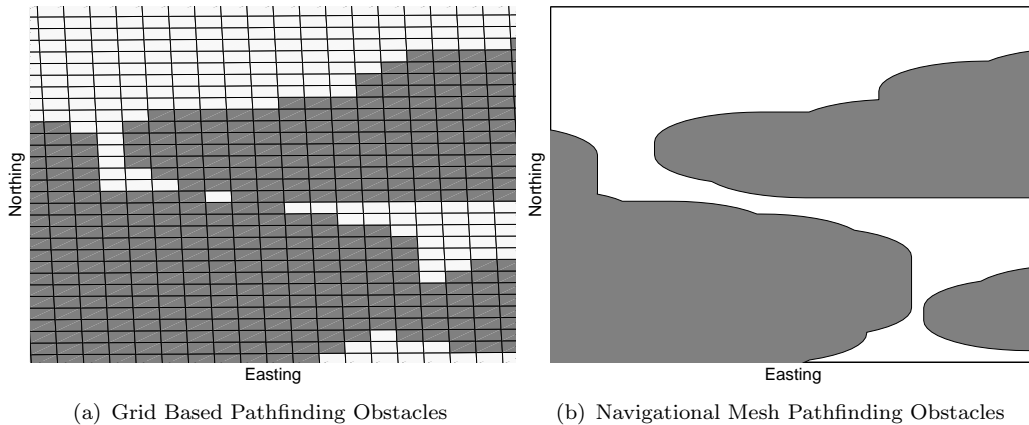 Northing
Easting
(a) Grid Based Pathfinding Obstacles
Northing
Easting
(b) Navigational Mesh Pathfinding Obstacles